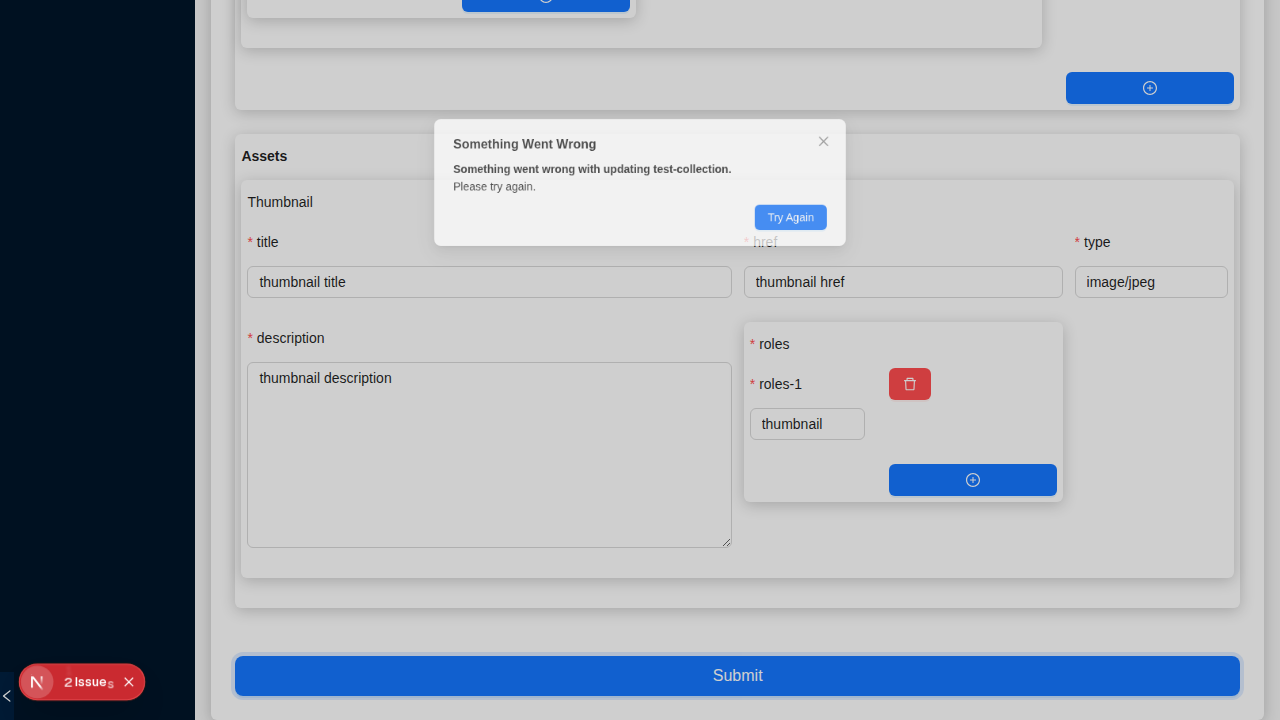 Assets
Something Went Wrong
Something went wrong with updating test-collection.
Please try again.
Try Again
Thumbnail
* title
* href
* type
thumbnail title
thumbnail href
image/jpeg
* description
thumbnail description
* roles
* roles-1
thumbnail
Submit
N
2 Issues